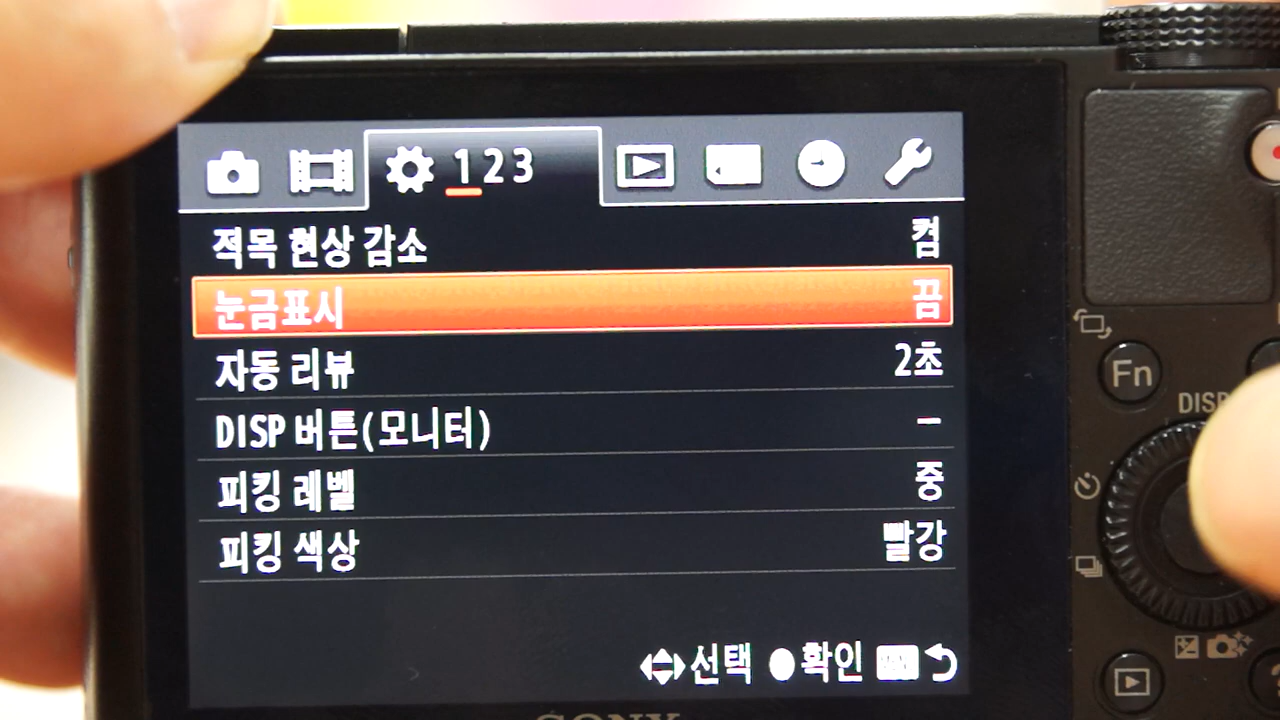 123
적목 현상 감소 켬
눈금표시 끔
자동 리뷰 2초
DISP 버튼(모니터) –
피킹 레벨 중
피킹 색상 빨강
선택 확인
Fn
DISP
SONY